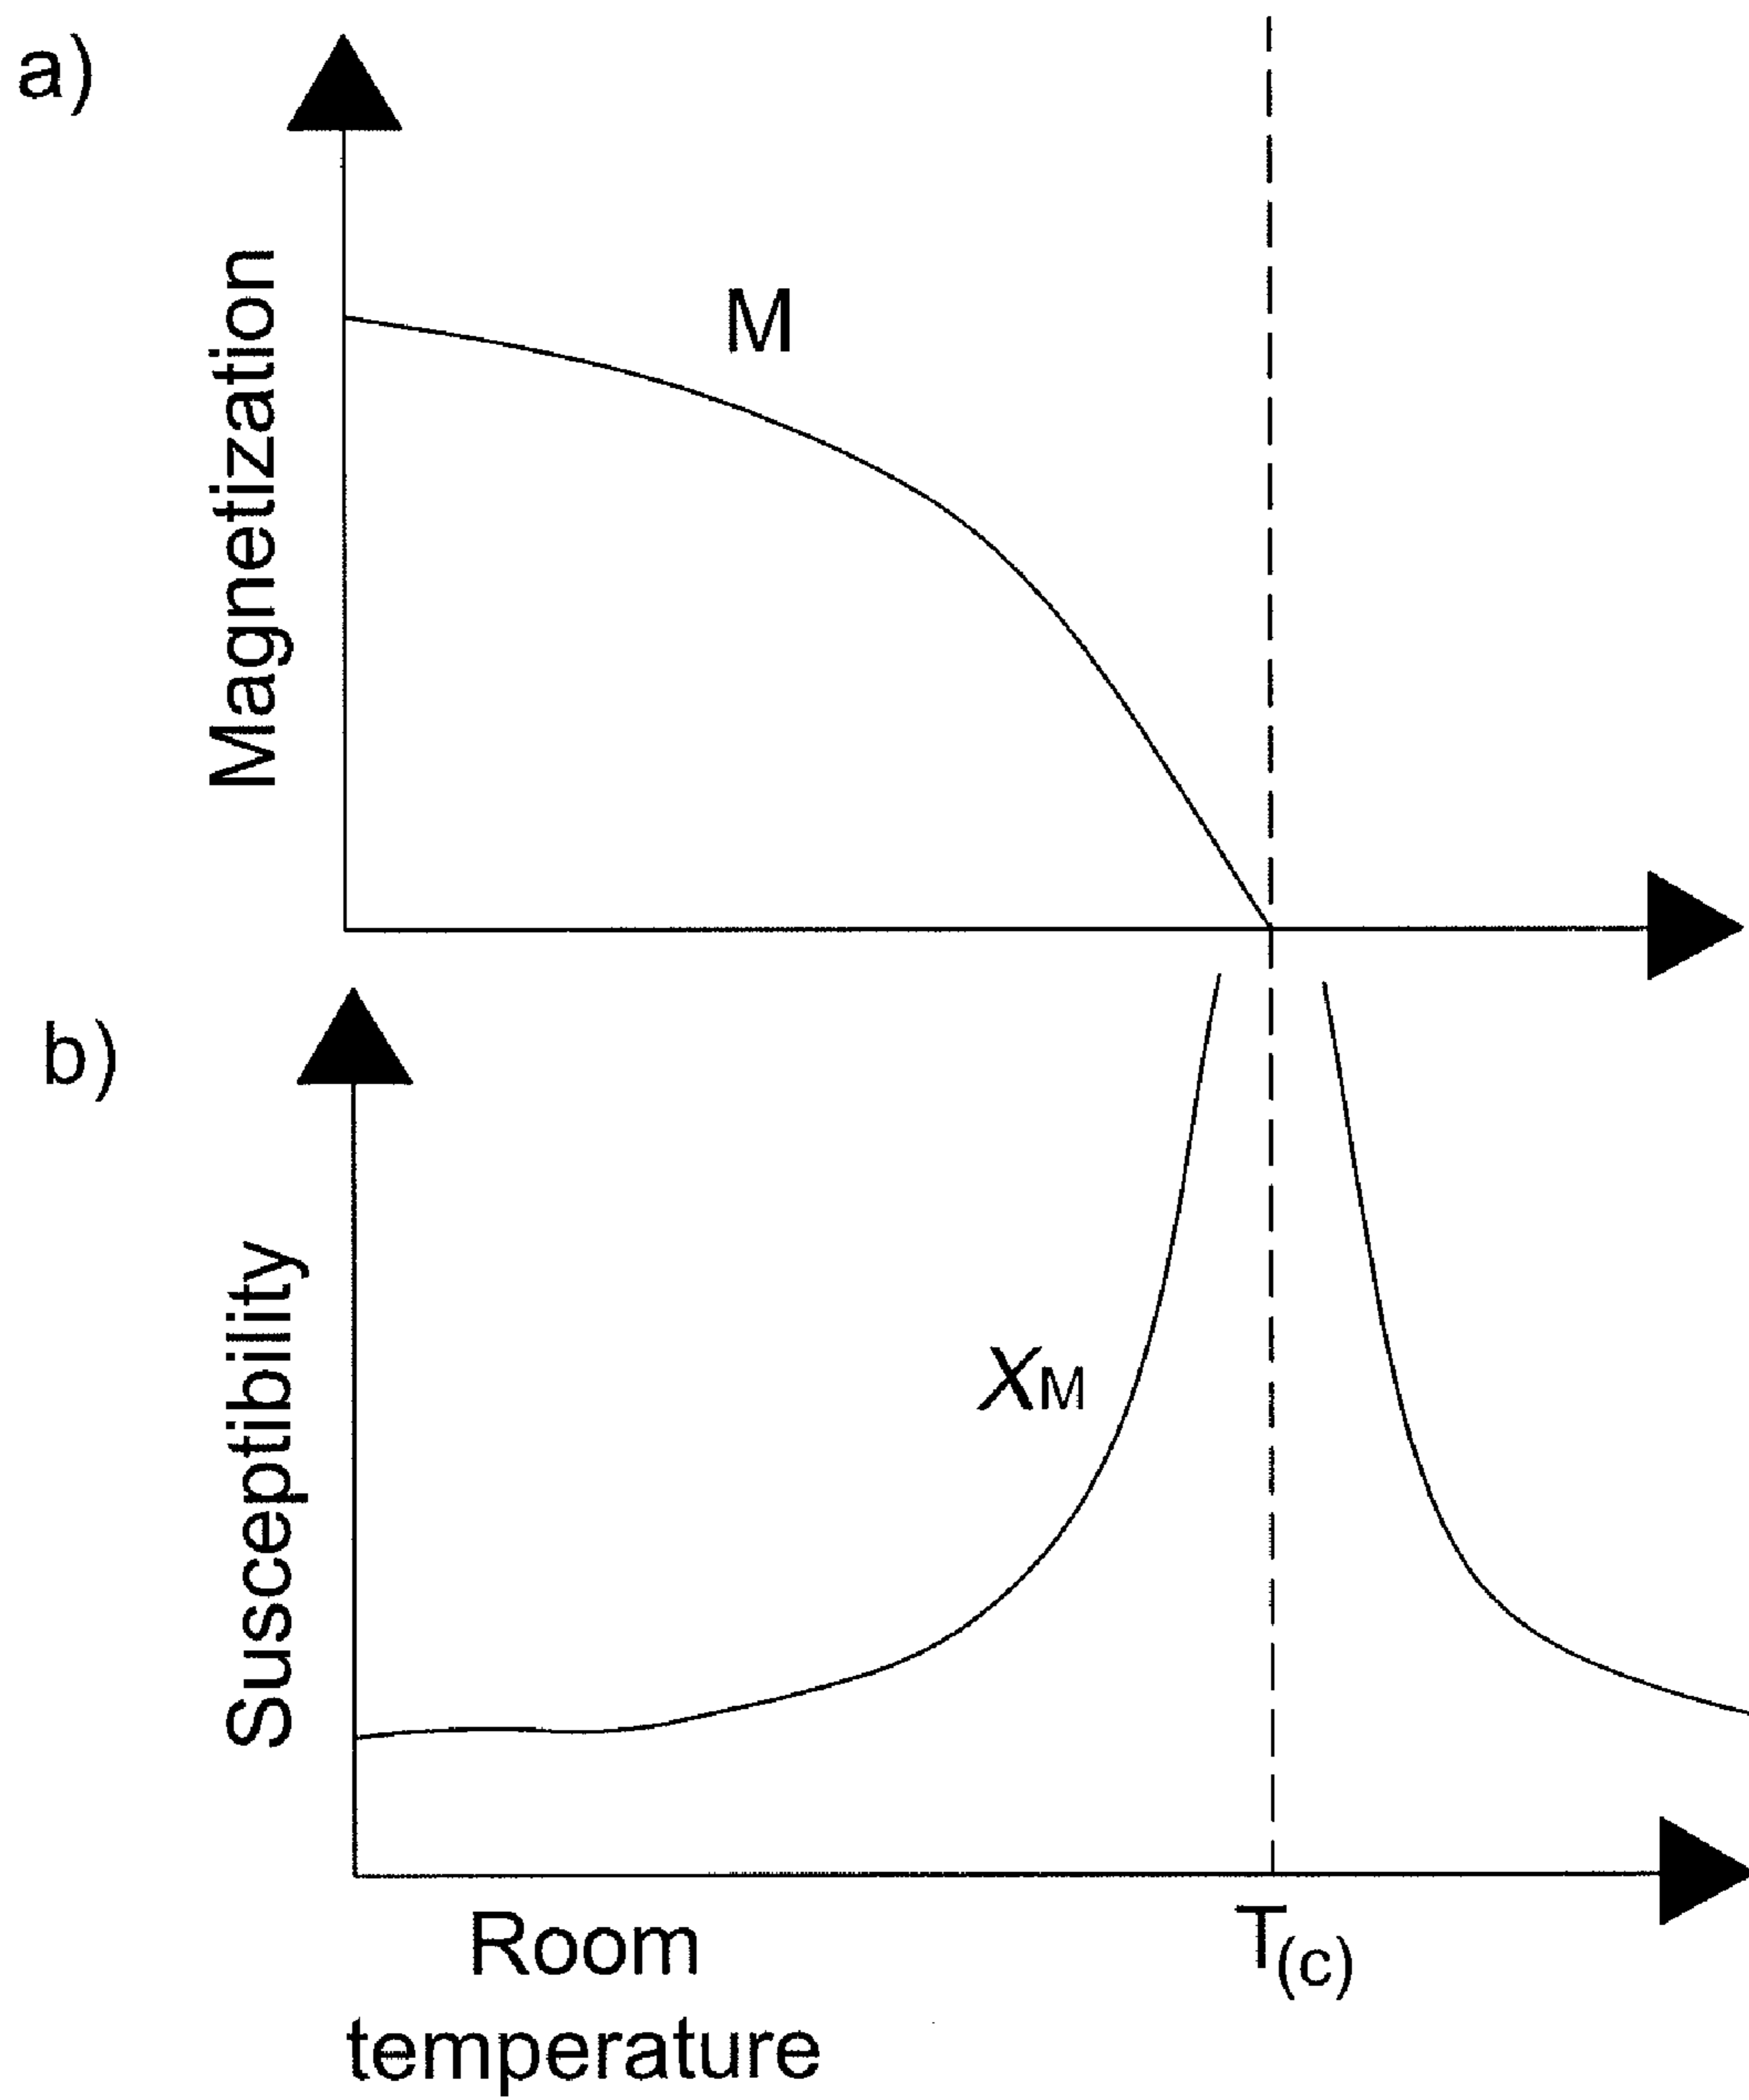 a)
Magnetization
M
b)
Susceptibility
XM
Room
temperature
T(c)